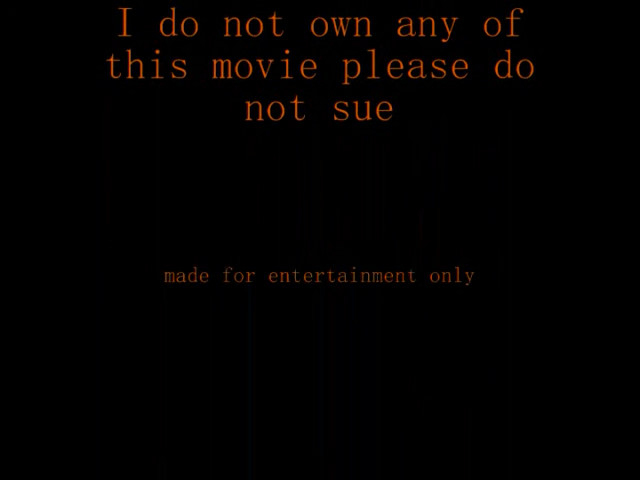 I do not own any of
this movie please do
not sue
made for entertainment only